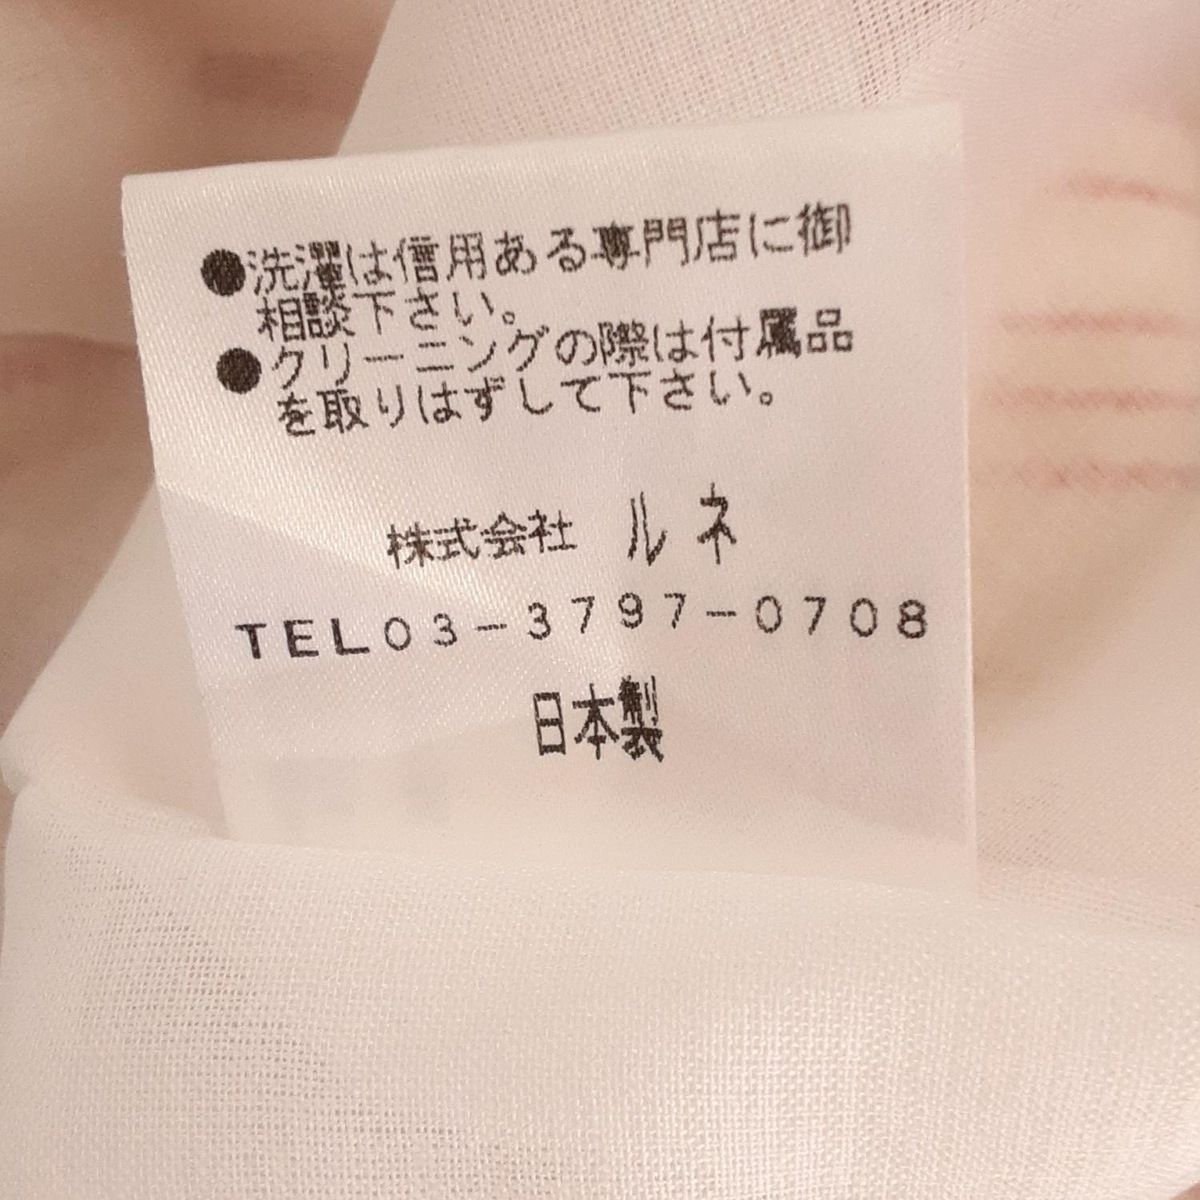 ●洗濯は信用ある専門店に御
相談下さい。
●クリーニングの際は付属品
を取りはずして下さい。
株式会社 ルネ
TEL03-3797-0708
日本製